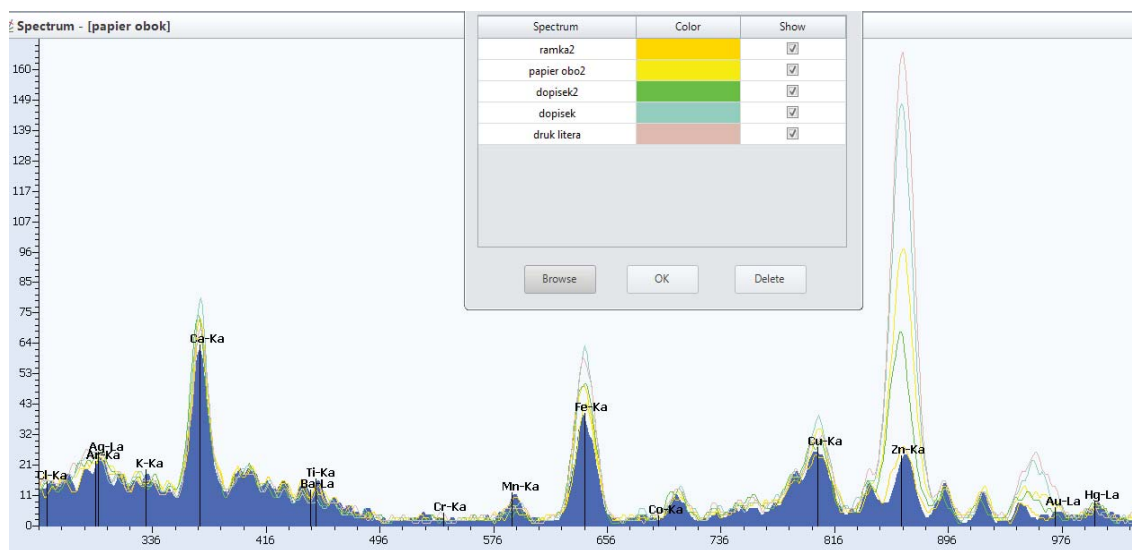 Spectrum - [papier obok]
Spectrum Color Show
ramka2
papier obo2
dopisek2
dopisek
druk litera
Browse OK Delete
160
149
139
128
117
107
96
85
75
64
53
43
32
21
11
0
Cl-Ka
Ag-La
Ar-Ka
K-Ka
Ca-Ka
Ti-Ka
Ba-La
Cr-Ka
Mn-Ka
Fe-Ka
Co-Ka
Cu-Ka
Zn-Ka
Au-La
Hg-La
336 416 496 576 656 736 816 896 976